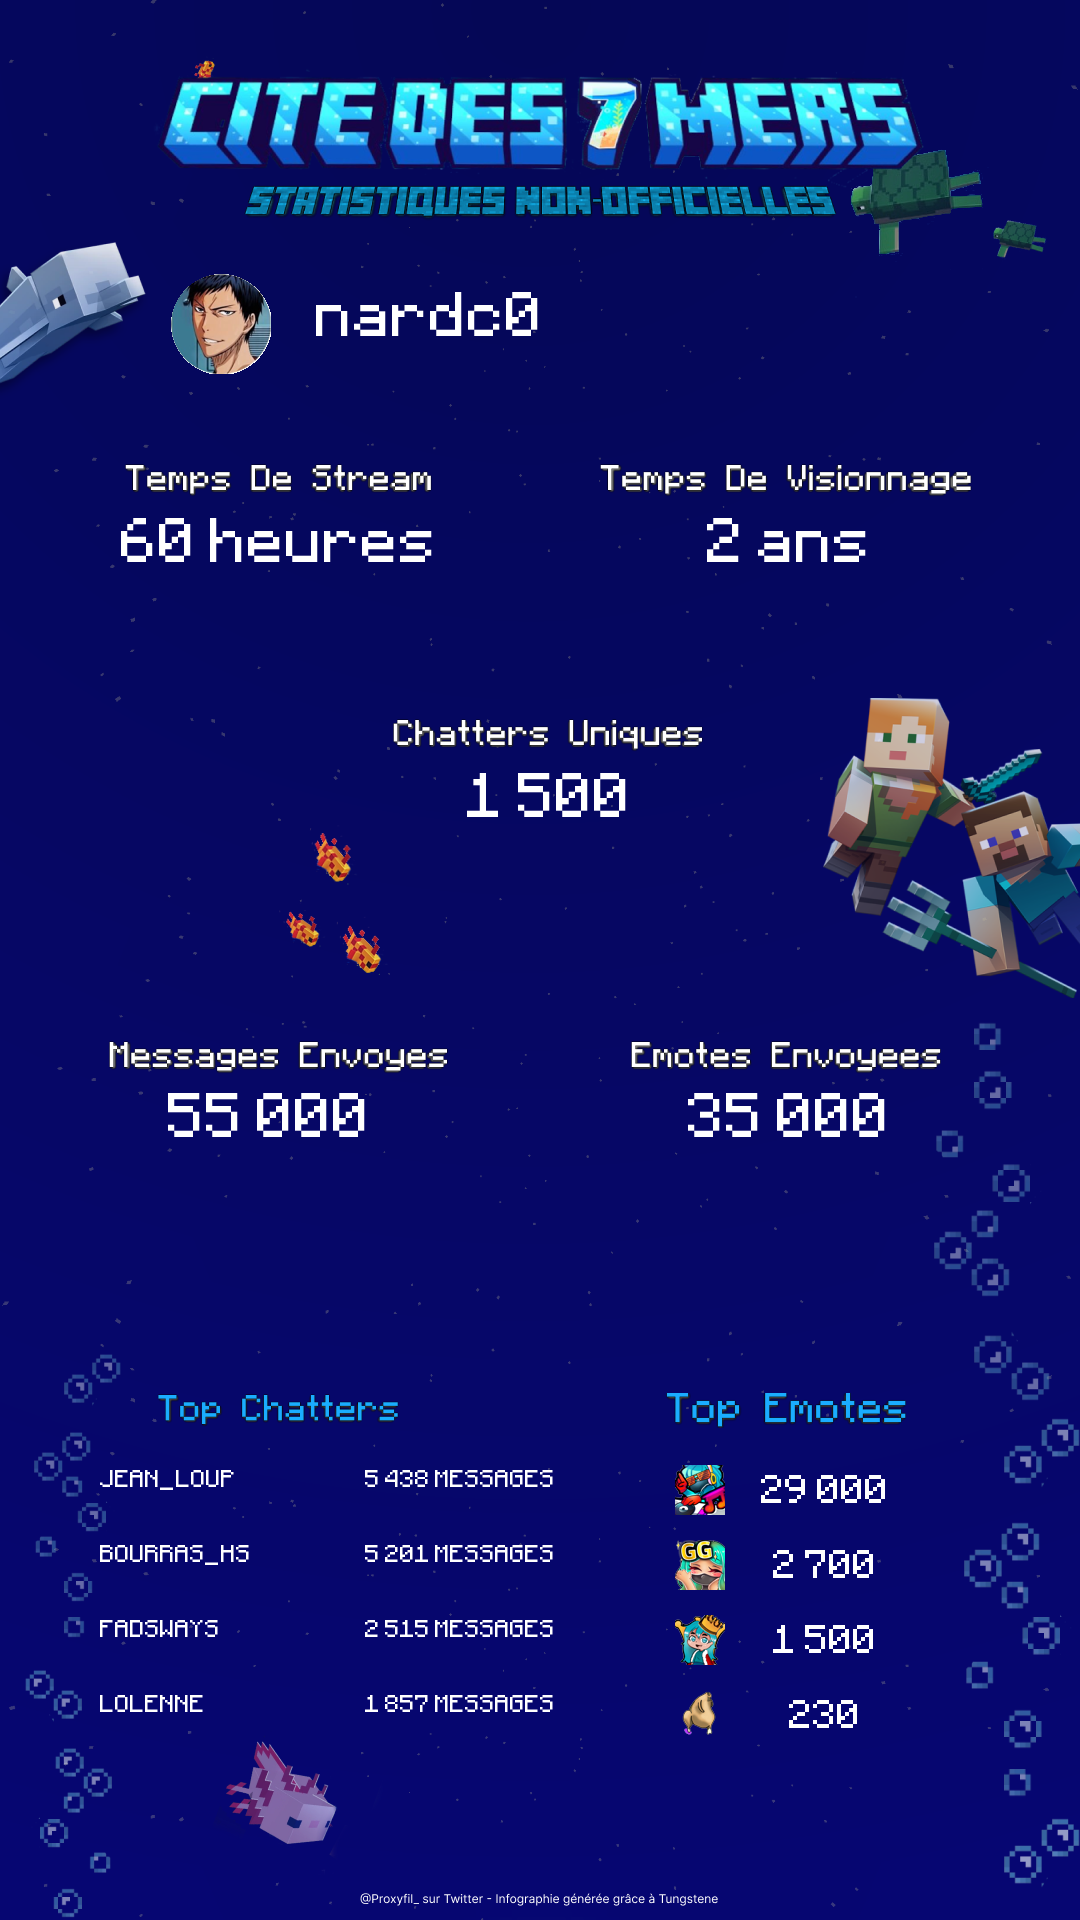 CITE DES 7 MERS
STATISTIQUES NON-OFFICIELLES
nardc0
Temps De Stream
60 heures
Temps De Visionnage
2 ans
Chatters Uniques
1 500
Messages Envoyes
55 000
Emotes Envoyees
35 000
Top Chatters
JEAN_LOUP 5 438 MESSAGES
BOURRAS_HS 5 201 MESSAGES
FADSWAYS 2 515 MESSAGES
LOLENNE 1 857 MESSAGES
Top Emotes
29 000
GG 2 700
1 500
230
@Proxyfil_ sur Twitter - Infographie générée grâce à Tungstene